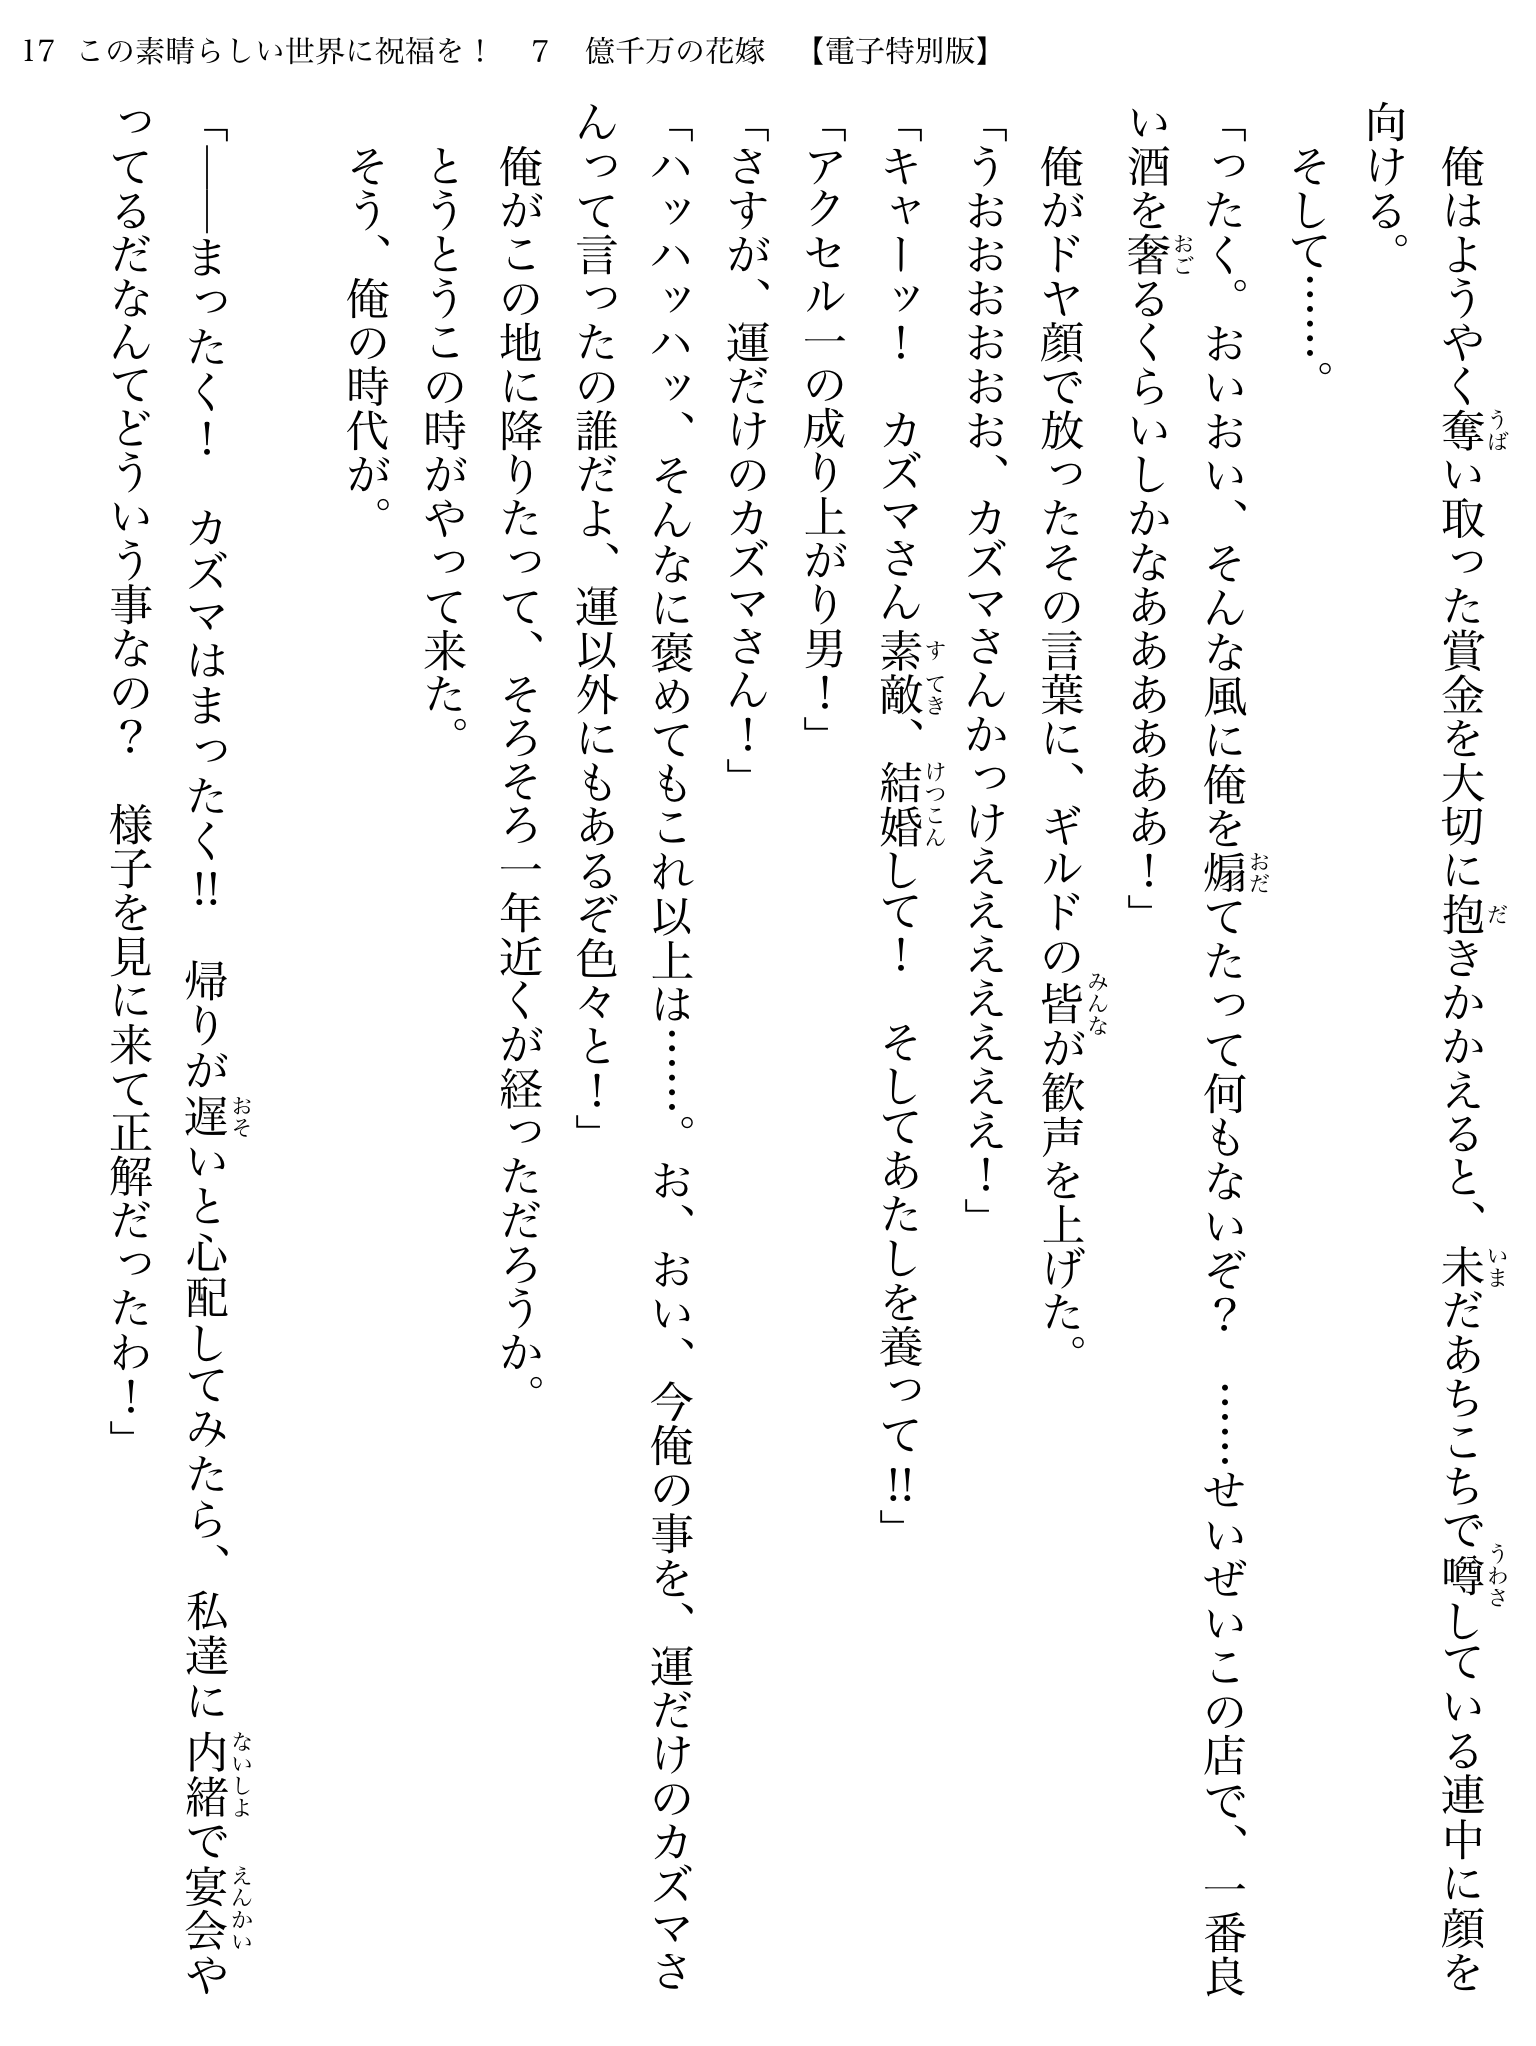 17 この素晴らしい世界に祝福を！　7　億千万の花嫁　【電子特別版】
　俺はようやく奪い取った賞金を大切に抱きかかえると、未だあちこちで噂している連中に顔を
向ける。
　そして……。
「ったく。おいおい、そんな風に俺を煽てたって何もないぞ？　……せいぜいこの店で、一番良
い酒を奢るくらいしかなああああああ！」
　俺がドヤ顔で放ったその言葉に、ギルドの皆が歓声を上げた。
「うおおおおおお、カズマさんかっけえええええええ！」
「キャーッ！　カズマさん素敵、結婚して！　そしてあたしを養って!!」
「アクセル一の成り上がり男！」
「さすが、運だけのカズマさん！」
「ハッハッハッ、そんなに褒めてもこれ以上は……。お、おい、今俺の事を、運だけのカズマさ
んって言ったの誰だよ、運以外にもあるぞ色々と！」
　俺がこの地に降りたって、そろそろ一年近くが経っただろうか。
　とうとうこの時がやって来た。
　そう、俺の時代が。
「――まったく！　カズマはまったく!!　帰りが遅いと心配してみたら、私達に内緒で宴会や
ってるだなんてどういう事なの？　様子を見に来て正解だったわ！」